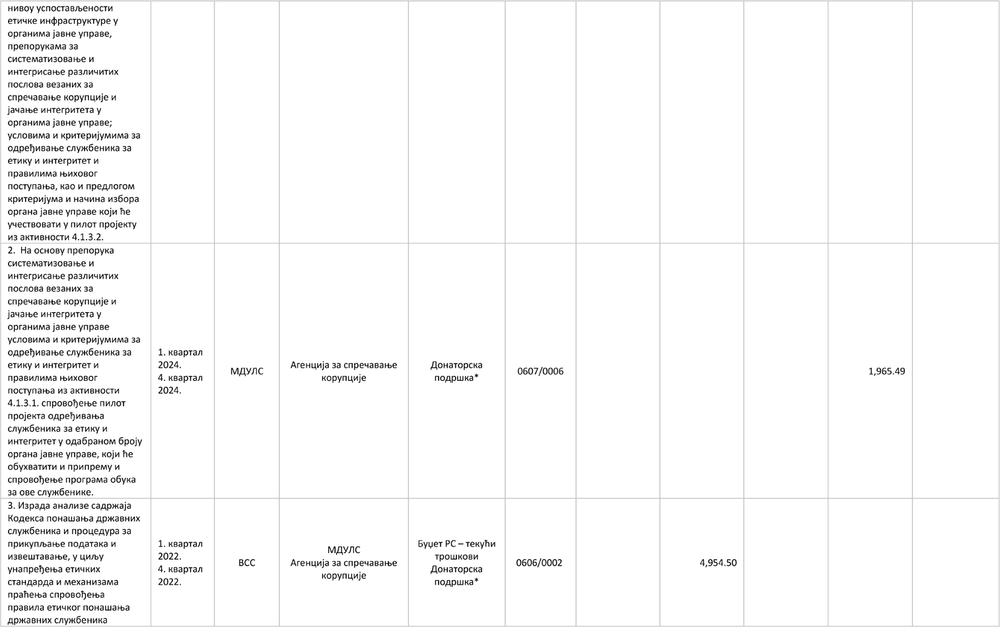 нивоу успостављености
етичке инфраструктуре у
органима јавне управе,
препорукама за
систематизовање и
интегрисање различитих
послова везаних за
спречавање корупције и
јачање интегритета у
органима јавне управе;
условима и критеријумима за
одређивање службеника за
етику и интегритет и
правилима њиховог
поступања, као и предлогом
критеријума и начина избора
органа јавне управе који ће
учествовати у пилот пројекту
из активности 4.1.3.2.
2.  На основу препорука
систематизовање и
интегрисање различитих
послова везаних за
спречавање корупције и
јачање интегритета у
органима јавне управе
условима и критеријумима за
одређивање службеника за
етику и интегритет и
правилима њиховог
поступања из активности
4.1.3.1. спровођење пилот
пројекта одређивања
службеника за етику и
интегритет у одабраном броју
органа јавне управе, који ће
обухватити и припрему и
спровођење програма обука
за ове службенике.
1. квартал
2024.
4. квартал
2024.
МДУЛС
Агенција за спречавање
корупције
Донаторска
подршка*
0607/0006
1,965.49
3. Израда анализе садржаја
Кодекса понашања државних
службеника и процедура за
прикупљање података и
извештавање, у циљу
унапређења етичких
стандарда и механизама
праћења спровођења
правила етичког понашања
државних службеника
1. квартал
2022.
4. квартал
2022.
ВСС
МДУЛС
Агенција за спречавање
корупције
Буџет РС – текући
трошкови
Донаторска
подршка*
0606/0002
4,954.50